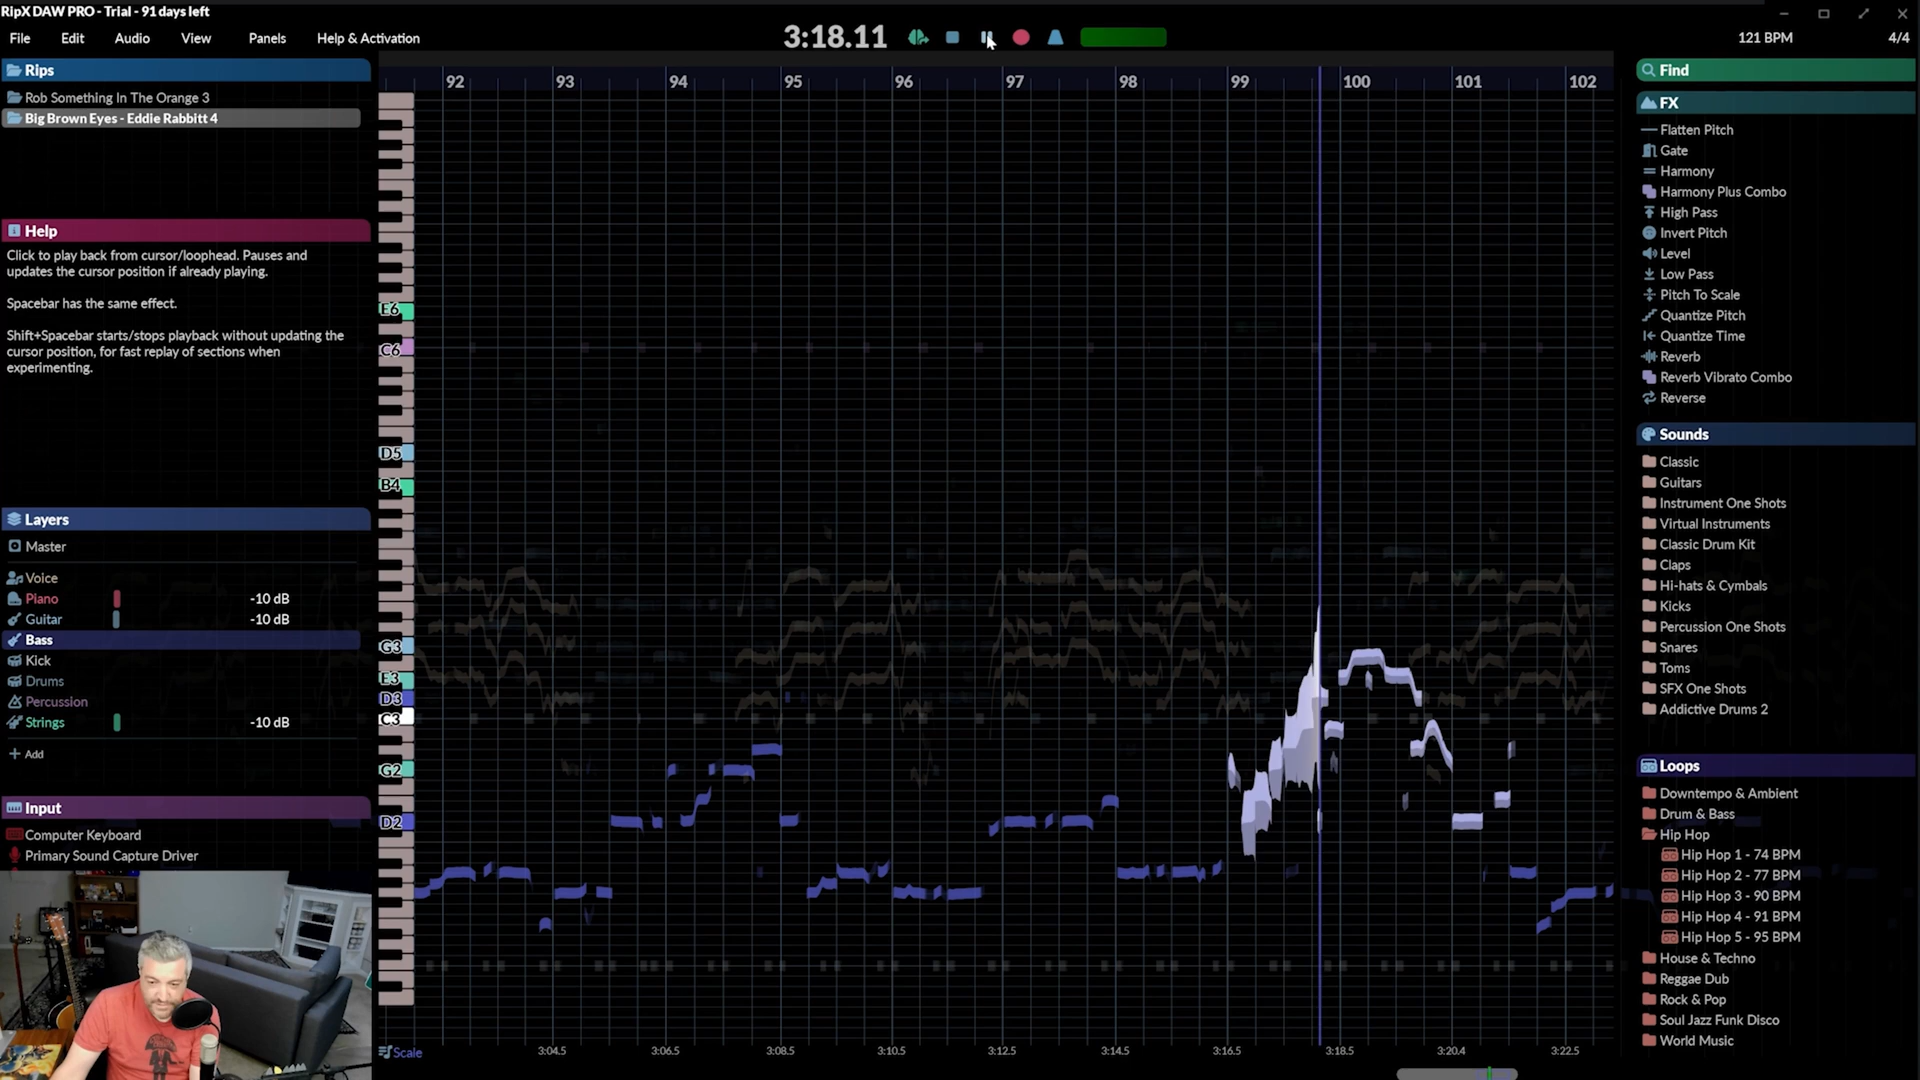 RipX DAW PRO - Trial - 91 days left
File Edit Audio View Panels Help & Activation
3:18.11
121 BPM 4/4
Rips
Rob Something In The Orange 3
Big Brown Eyes - Eddie Rabbitt 4
Help
Click to play back from cursor/loophead. Pauses and
updates the cursor position if already playing.
Spacebar has the same effect.
Shift+Spacebar starts/stops playback without updating the
cursor position, for fast replay of sections when
experimenting.
Layers
Master
Voice
Piano -10 dB
Guitar -10 dB
Bass
Kick
Drums
Percussion
Strings -10 dB
+ Add
Input
Computer Keyboard
Primary Sound Capture Driver
92 93 94 95 96 97 98 99 100 101 102
E6
C6
D5
B4
G3
E3
D3
C3
G2
D2
Scale
3:04.5 3:06.5 3:08.5 3:10.5 3:12.5 3:14.5 3:16.5 3:18.5 3:20.4 3:22.5
Find
FX
Flatten Pitch
Gate
Harmony
Harmony Plus Combo
High Pass
Invert Pitch
Level
Low Pass
Pitch To Scale
Quantize Pitch
Quantize Time
Reverb
Reverb Vibrato Combo
Reverse
Sounds
Classic
Guitars
Instrument One Shots
Virtual Instruments
Classic Drum Kit
Claps
Hi-hats & Cymbals
Kicks
Percussion One Shots
Snares
Toms
SFX One Shots
Addictive Drums 2
Loops
Downtempo & Ambient
Drum & Bass
Hip Hop
Hip Hop 1 - 74 BPM
Hip Hop 2 - 77 BPM
Hip Hop 3 - 90 BPM
Hip Hop 4 - 91 BPM
Hip Hop 5 - 95 BPM
House & Techno
Reggae Dub
Rock & Pop
Soul Jazz Funk Disco
World Music